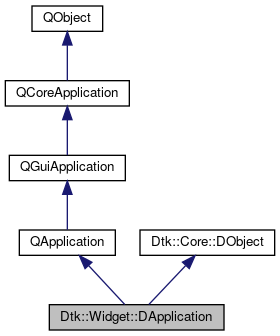 QObject
QCoreApplication
QGuiApplication
QApplication
Dtk::Core::DObject
Dtk::Widget::DApplication